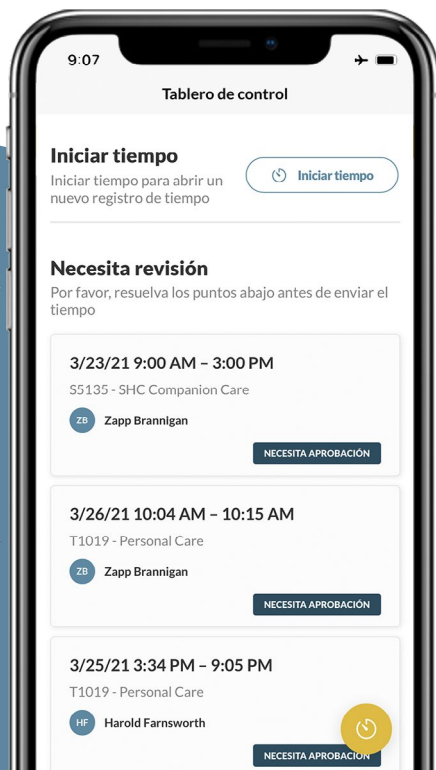 9:07
Tablero de control
Iniciar tiempo
Iniciar tiempo para abrir un
nuevo registro de tiempo
Iniciar tiempo
Necesita revisión
Por favor, resuelva los puntos abajo antes de enviar el
tiempo
3/23/21 9:00 AM – 3:00 PM
S5135 - SHC Companion Care
ZB Zapp Brannigan
NECESITA APROBACIÓN
3/26/21 10:04 AM – 10:15 AM
T1019 - Personal Care
ZB Zapp Brannigan
NECESITA APROBACIÓN
3/25/21 3:34 PM – 9:05 PM
T1019 - Personal Care
HF Harold Farnsworth
NECESITA APROBACIÓN